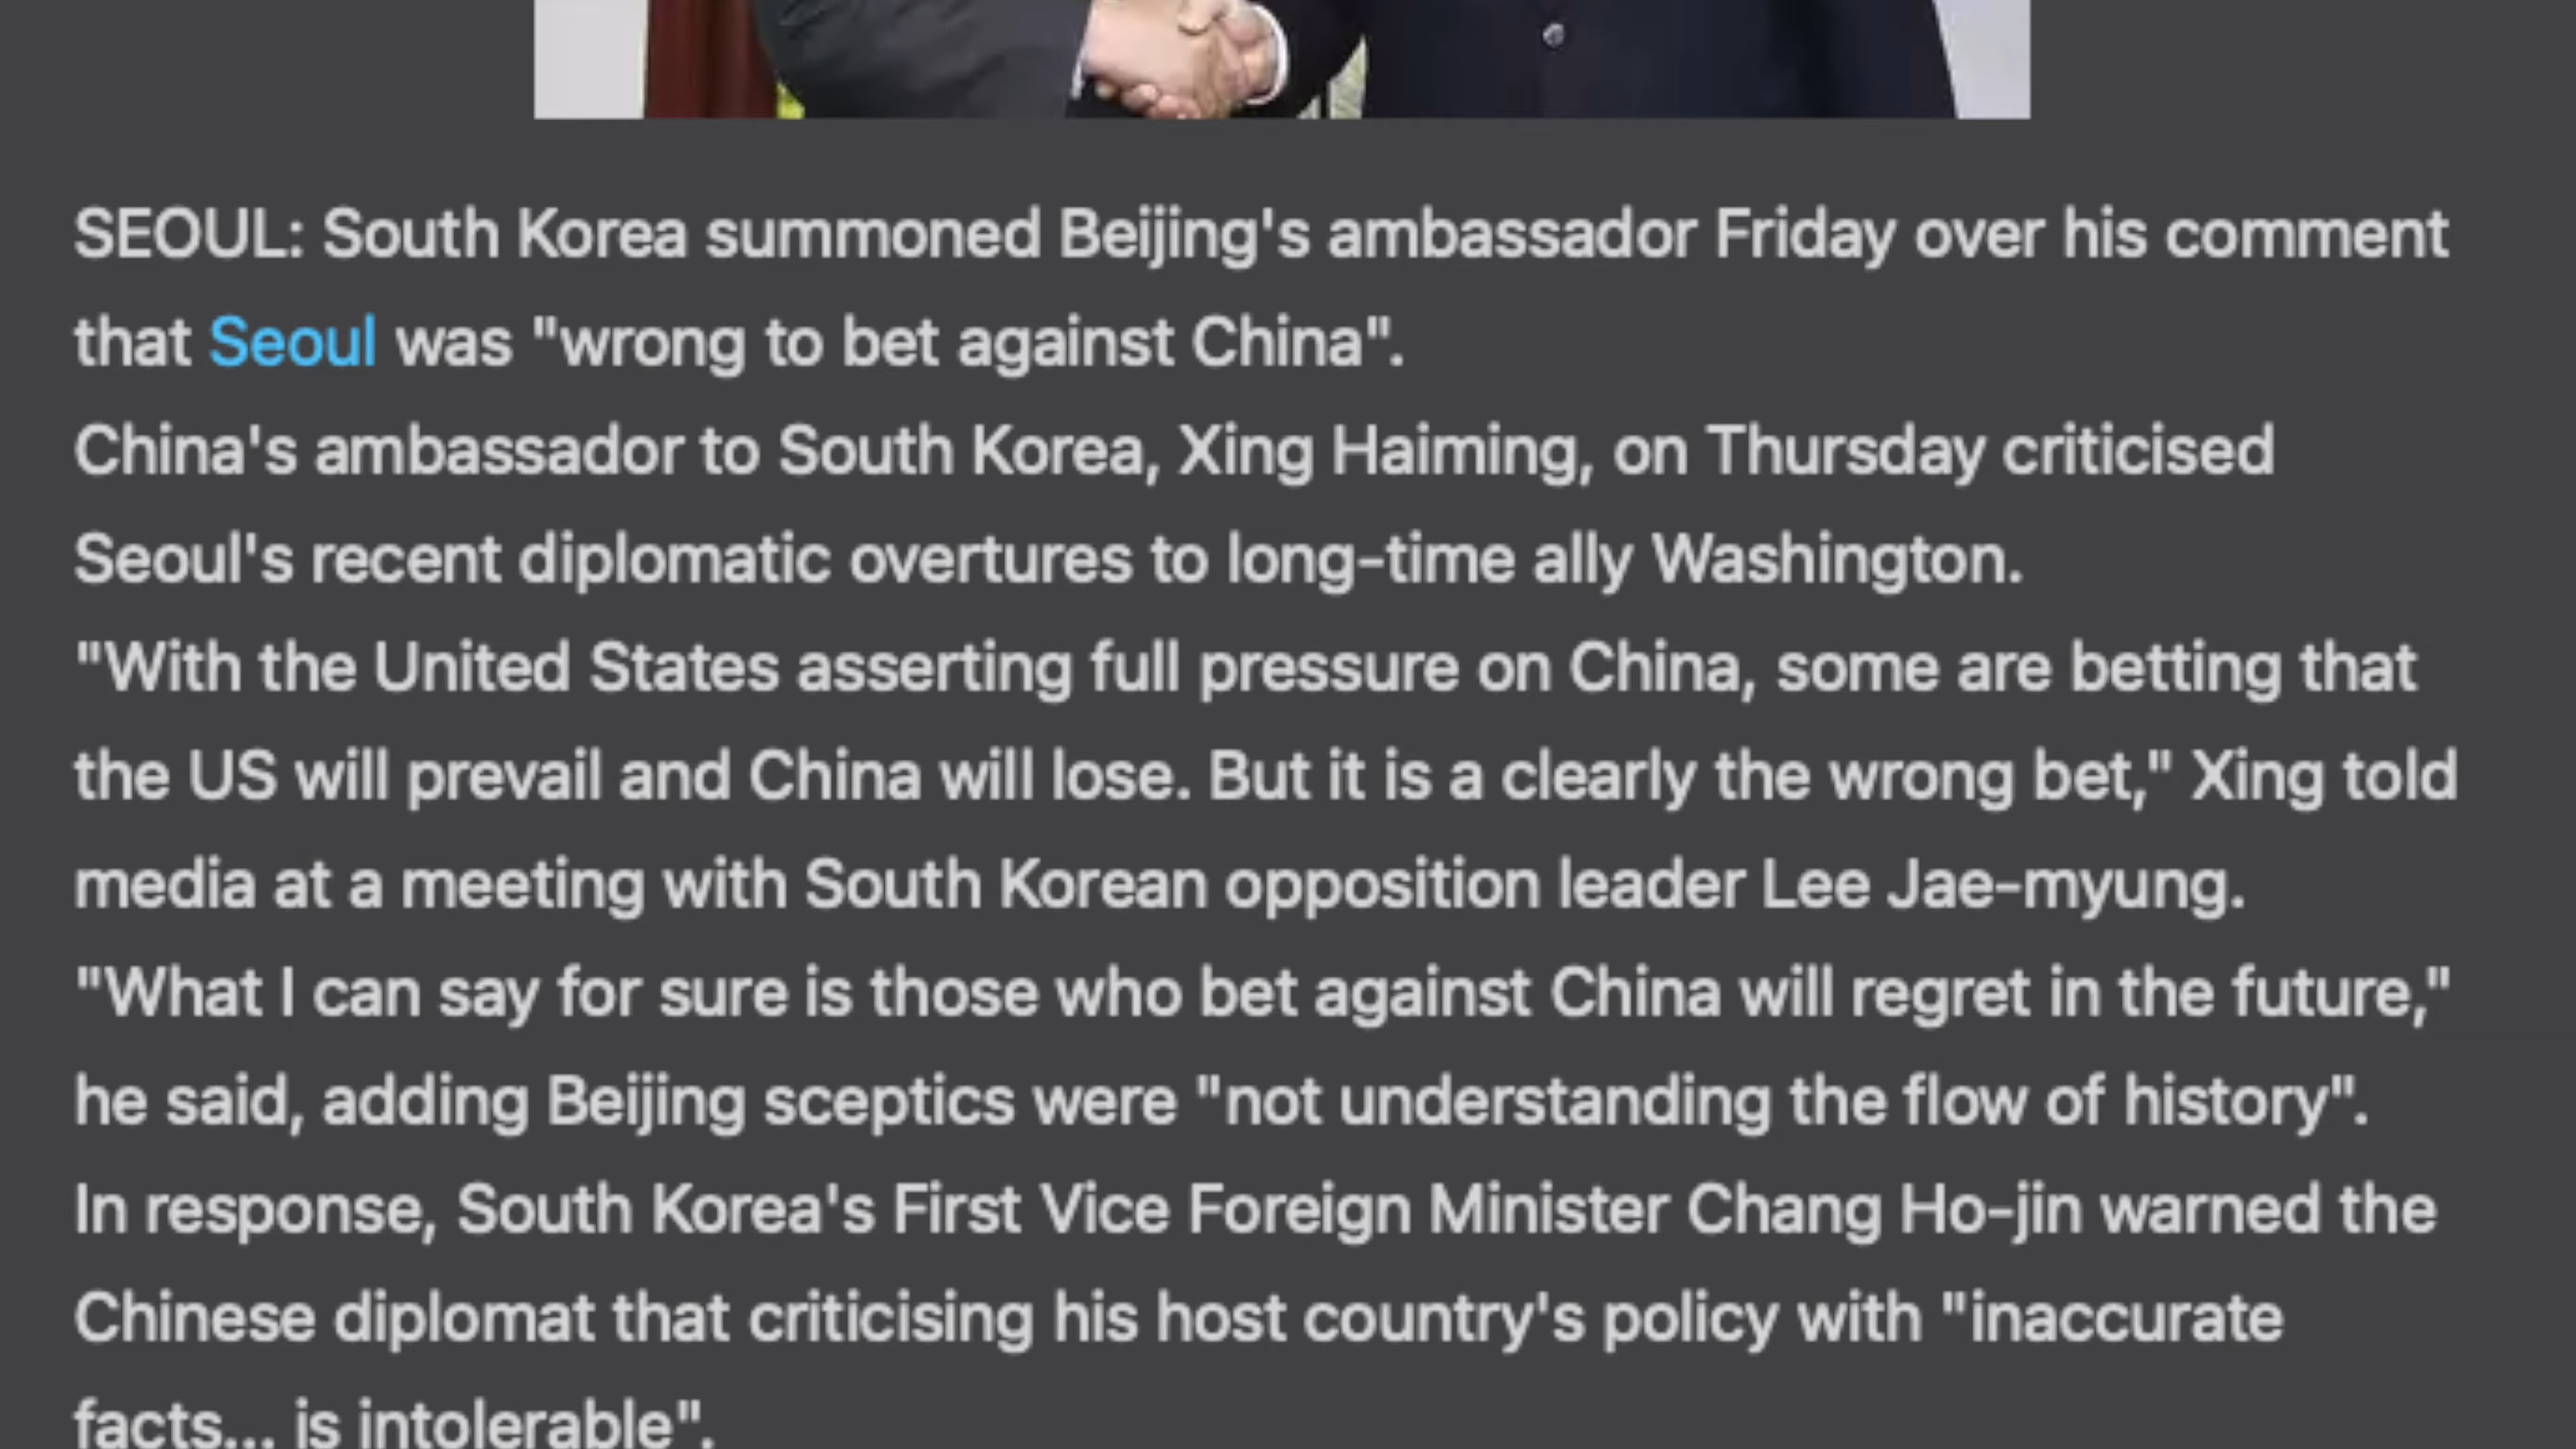 SEOUL: South Korea summoned Beijing's ambassador Friday over his comment
that Seoul was "wrong to bet against China".
China's ambassador to South Korea, Xing Haiming, on Thursday criticised
Seoul's recent diplomatic overtures to long-time ally Washington.
"With the United States asserting full pressure on China, some are betting that
the US will prevail and China will lose. But it is a clearly the wrong bet," Xing told
media at a meeting with South Korean opposition leader Lee Jae-myung.
"What I can say for sure is those who bet against China will regret in the future,"
he said, adding Beijing sceptics were "not understanding the flow of history".
In response, South Korea's First Vice Foreign Minister Chang Ho-jin warned the
Chinese diplomat that criticising his host country's policy with "inaccurate
facts... is intolerable".